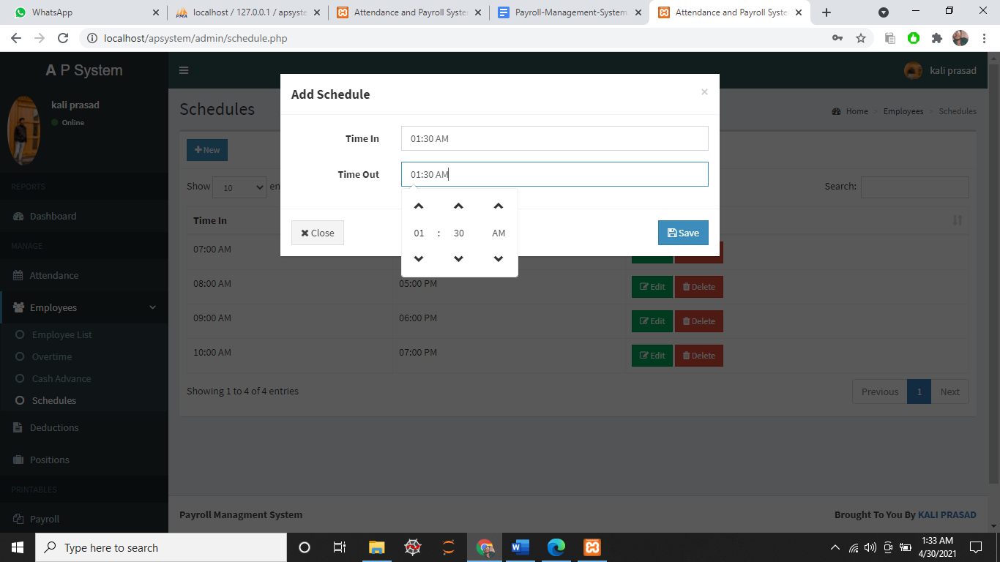 WhatsApp
localhost / 127.0.0.1 / apsyste
Attendance and Payroll Syste
Payroll-Management-System
Attendance and Payroll Syste
localhost/apsystem/admin/schedule.php
A P System
kali prasad
kali prasad
Online
Schedules
Home > Employees > Schedules
Add Schedule
×
Time In 01:30 AM
Time Out 01:30 AM
01 : 30 AM
Close
Save
New
Show 10 en
Search:
Time In
07:00 AM
08:00 AM 05:00 PM Edit Delete
09:00 AM 06:00 PM Edit Delete
10:00 AM 07:00 PM Edit Delete
Showing 1 to 4 of 4 entries
Previous 1 Next
REPORTS
Dashboard
MANAGE
Attendance
Employees
Employee List
Overtime
Cash Advance
Schedules
Deductions
Positions
PRINTABLES
Payroll
Payroll Managment System
Brought To You By KALI PRASAD
Type here to search
1:33 AM
4/30/2021